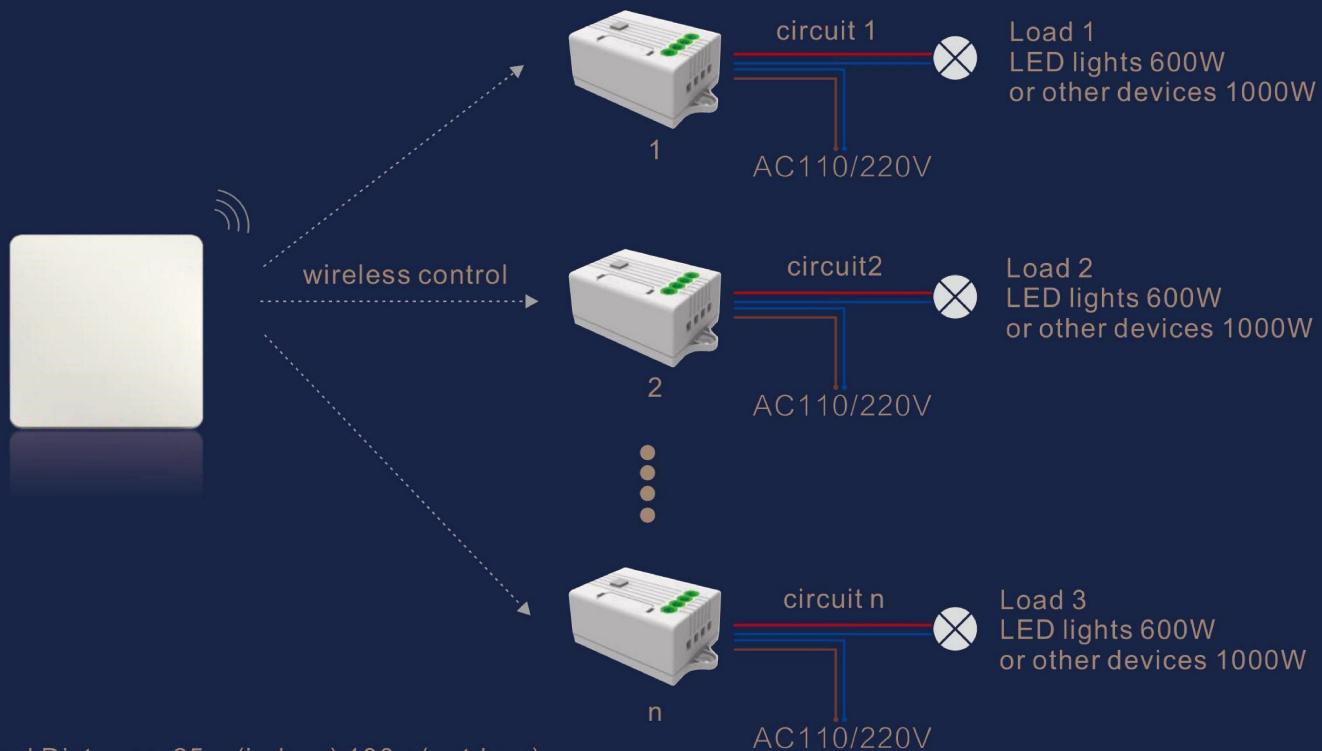 circuit 1
Load 1
LED lights 600W
or other devices 1000W
1
AC110/220V
wireless control
circuit2
Load 2
LED lights 600W
or other devices 1000W
2
AC110/220V
circuit n
Load 3
LED lights 600W
or other devices 1000W
n
AC110/220V